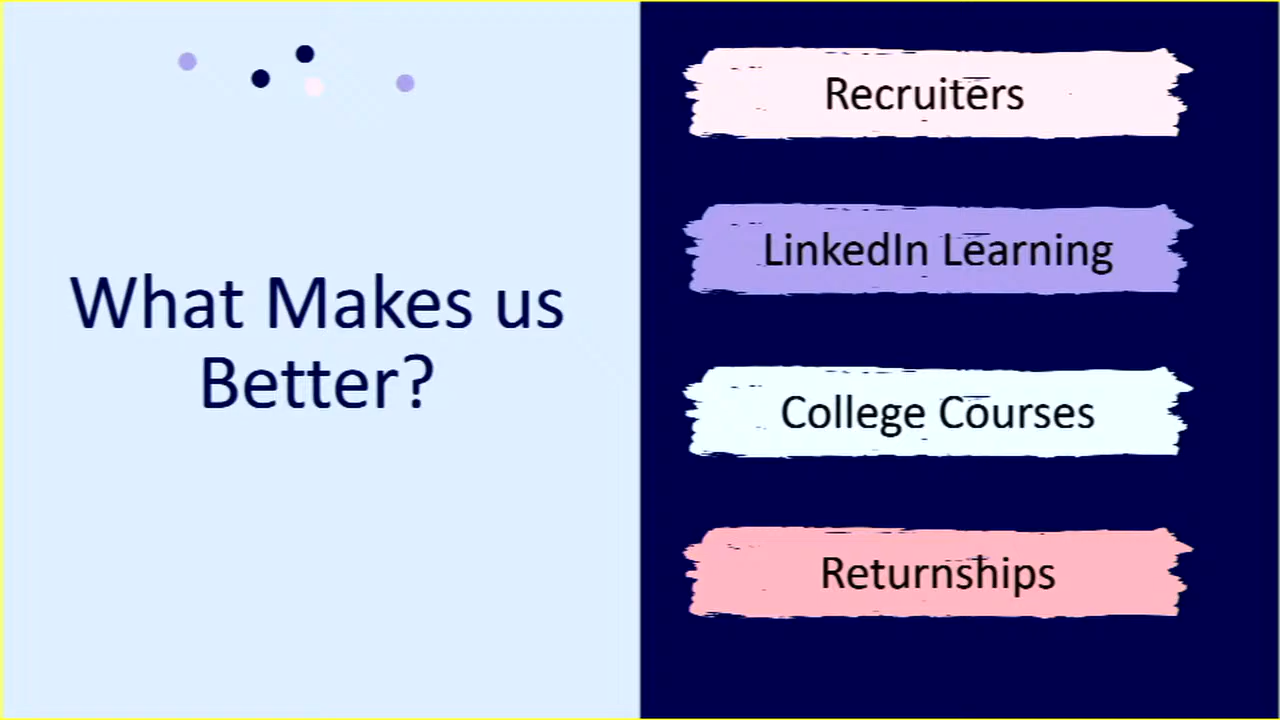 What Makes us
Better?
Recruiters
LinkedIn Learning
College Courses
Returnships